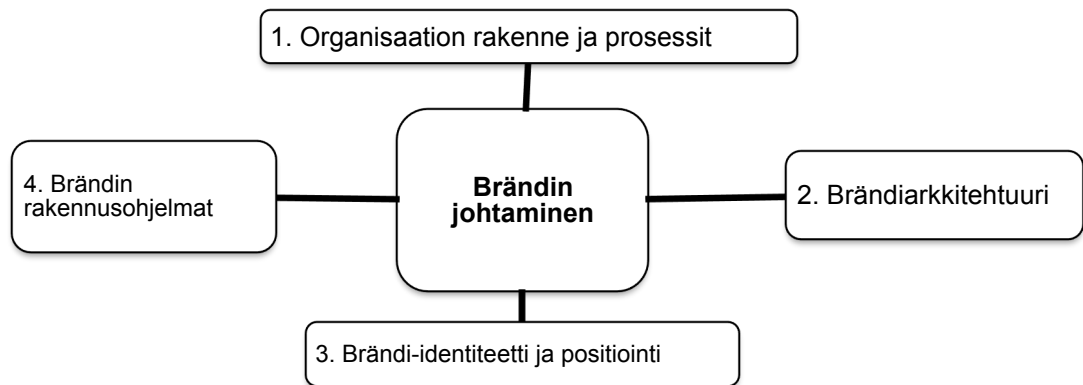 1. Organisaation rakenne ja prosessit
4. Brändin
rakennusohjelmat
Brändin
johtaminen
2. Brändiarkkitehtuuri
3. Brändi-identiteetti ja positiointi